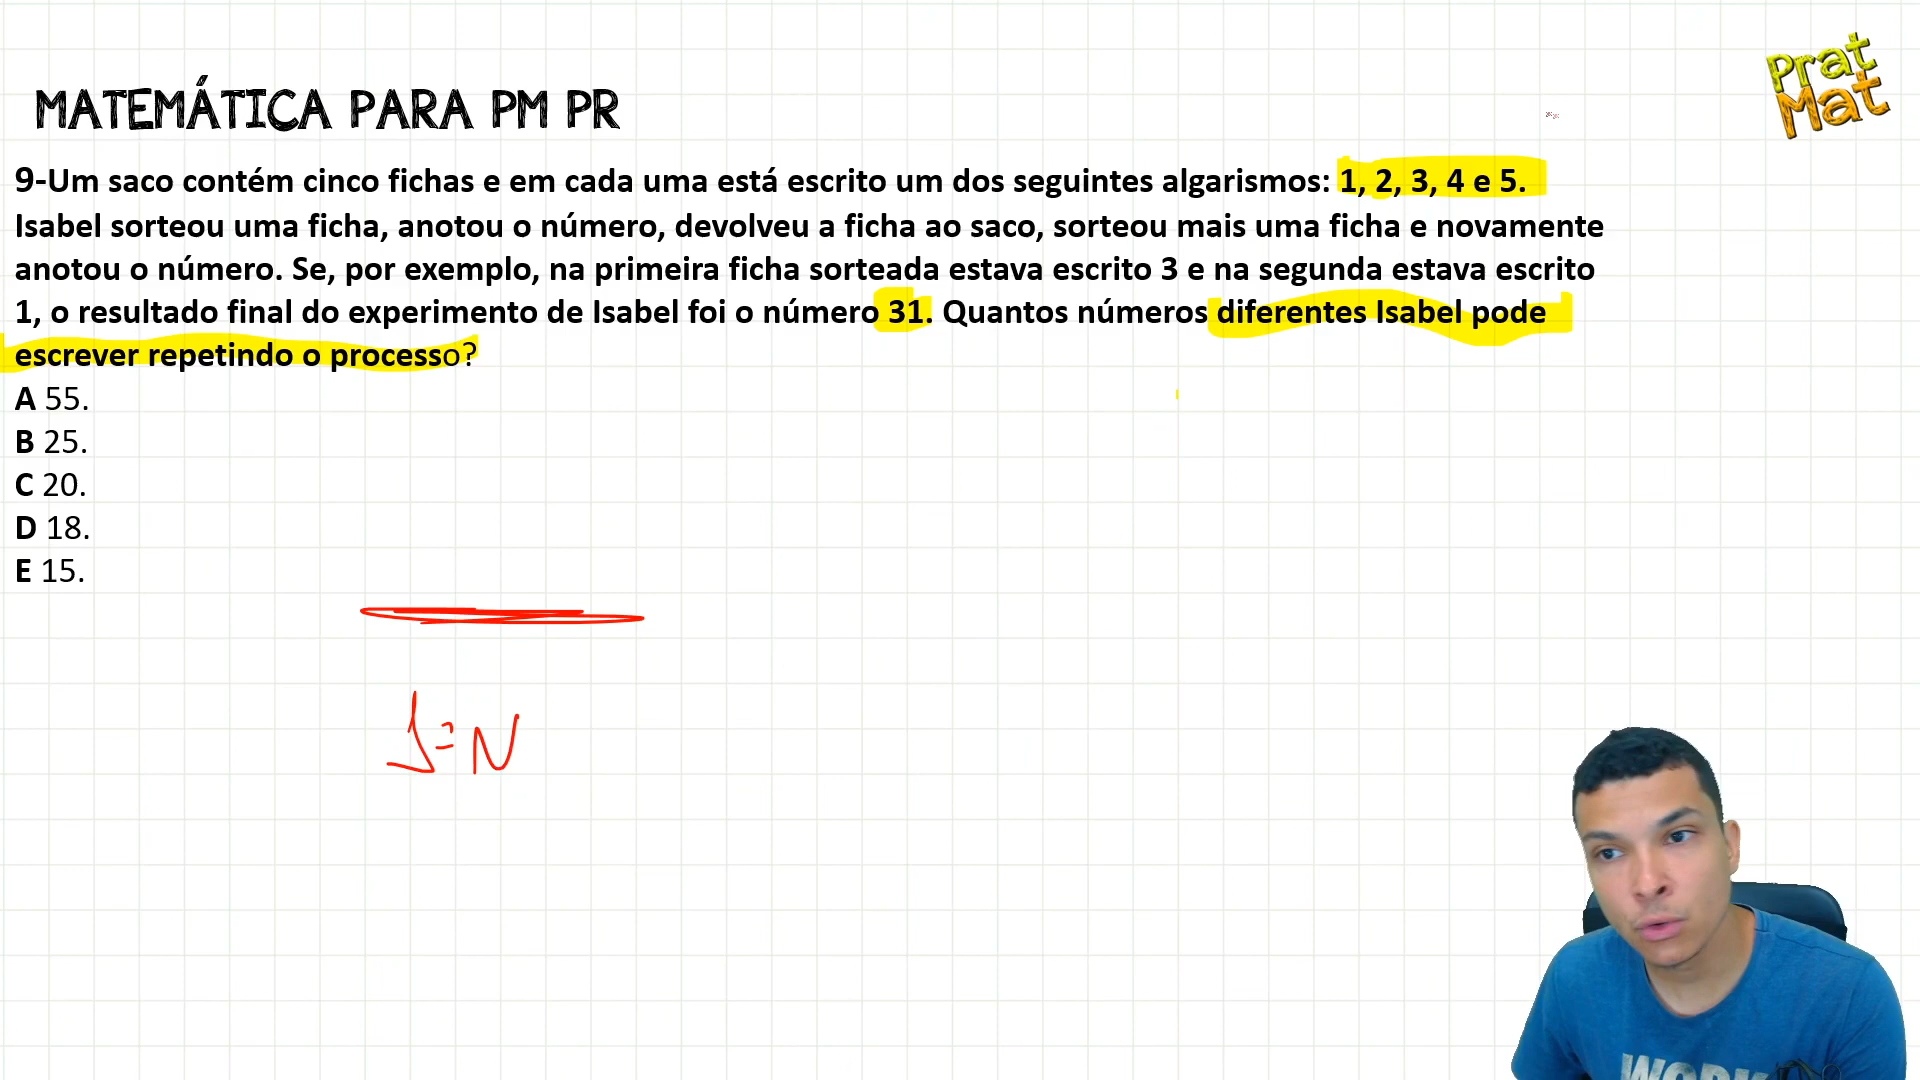 Prat
Mat
MATEMÁTICA PARA PM PR
9-Um saco contém cinco fichas e em cada uma está escrito um dos seguintes algarismos: 1, 2, 3, 4 e 5.
Isabel sorteou uma ficha, anotou o número, devolveu a ficha ao saco, sorteou mais uma ficha e novamente
anotou o número. Se, por exemplo, na primeira ficha sorteada estava escrito 3 e na segunda estava escrito
1, o resultado final do experimento de Isabel foi o número 31. Quantos números diferentes Isabel pode
escrever repetindo o processo?
A 55.
B 25.
C 20.
D 18.
E 15.